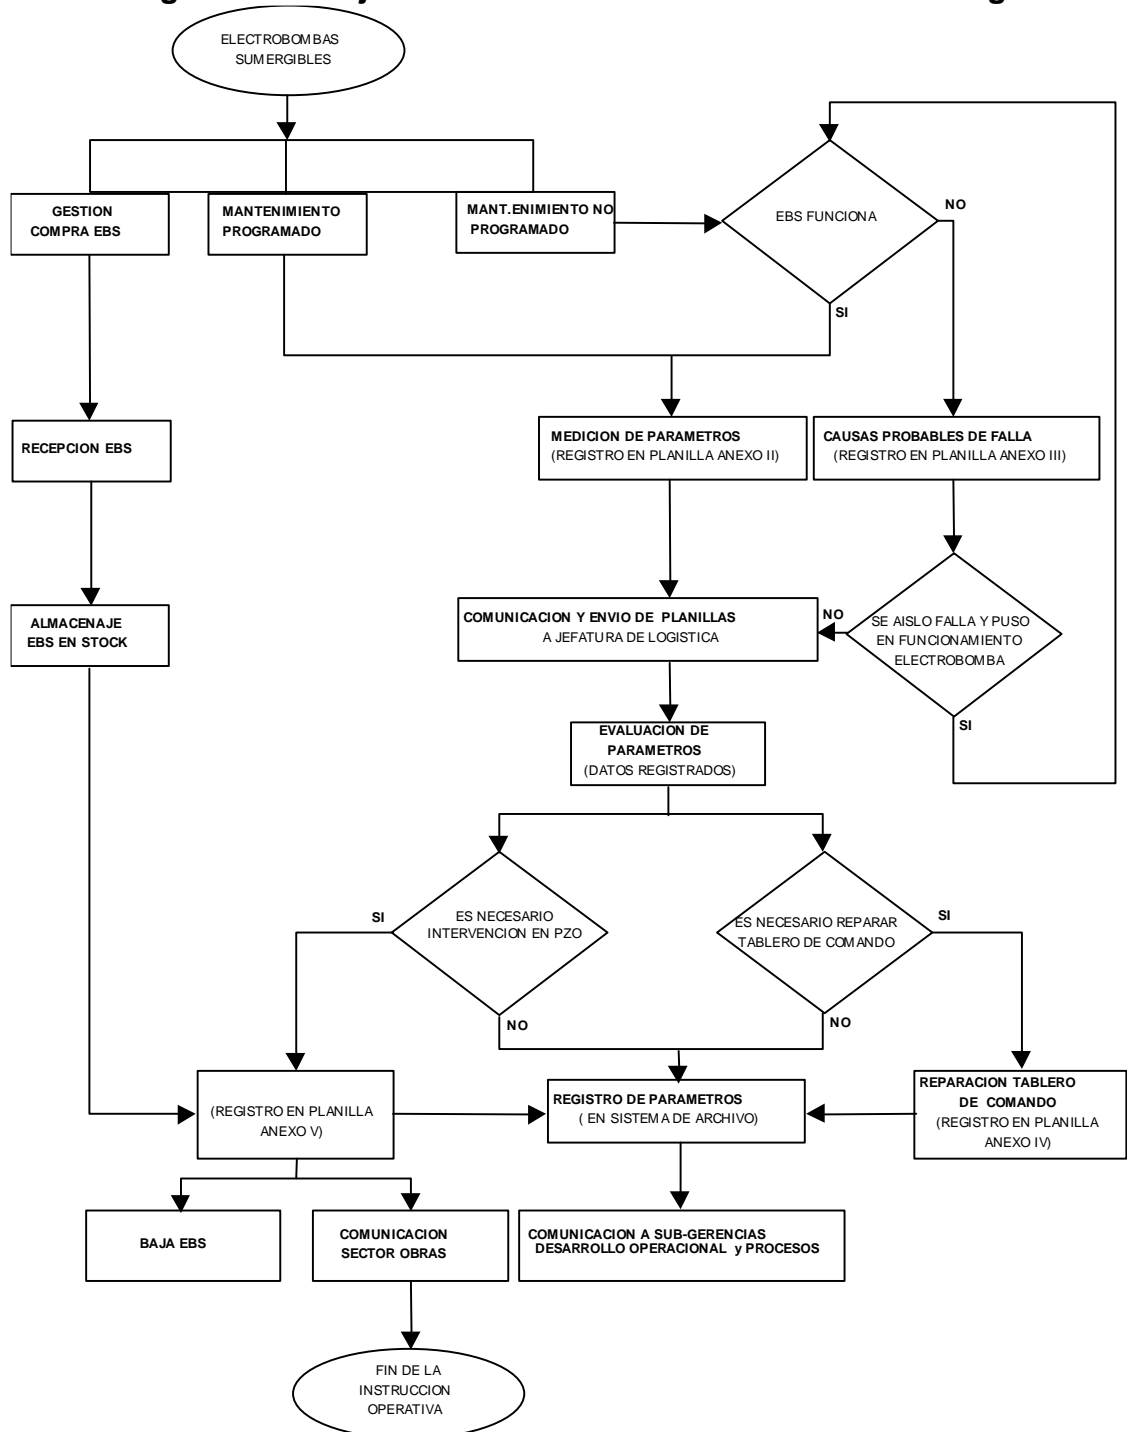 ELECTROBOMBAS
SUMERGIBLES
GESTION
COMPRA EBS
MANTENIMIENTO
PROGRAMADO
MANT.ENIMIENTO NO
PROGRAMADO
EBS FUNCIONA
NO
SI
RECEPCION EBS
MEDICION DE PARAMETROS
(REGISTRO EN PLANILLA ANEXO II)
CAUSAS PROBABLES DE FALLA
(REGISTRO EN PLANILLA ANEXO III)
ALMACENAJE
EBS EN STOCK
COMUNICACION Y ENVIO DE PLANILLAS
A JEFATURA DE LOGISTICA
NO
SE AISLO FALLA Y PUSO
EN FUNCIONAMIENTO
ELECTROBOMBA
SI
EVALUACION DE
PARAMETROS
(DATOS REGISTRADOS)
SI
ES NECESARIO
INTERVENCION EN PZO
NO
ES NECESARIO REPARAR
TABLERO DE COMANDO
SI
NO
(REGISTRO EN PLANILLA
ANEXO V)
REGISTRO DE PARAMETROS
( EN SISTEMA DE ARCHIVO)
REPARACION TABLERO
DE COMANDO
(REGISTRO EN PLANILLA
ANEXO IV)
BAJA EBS
COMUNICACION
SECTOR OBRAS
COMUNICACION A SUB-GERENCIAS
DESARROLLO OPERACIONAL y PROCESOS
FIN DE LA
INSTRUCCION
OPERATIVA